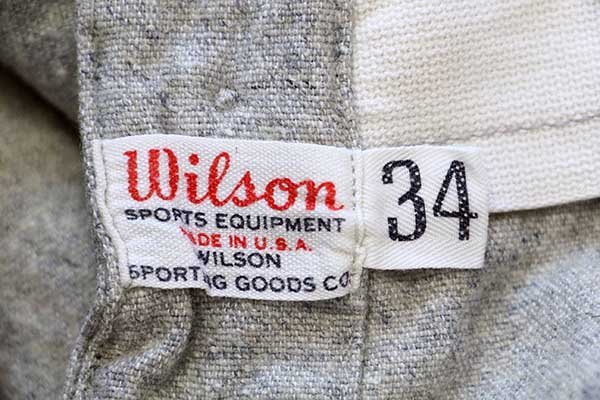 Wilson
SPORTS EQUIPMENT
MADE IN U.S.A.
WILSON
SPORTING GOODS CO.
34